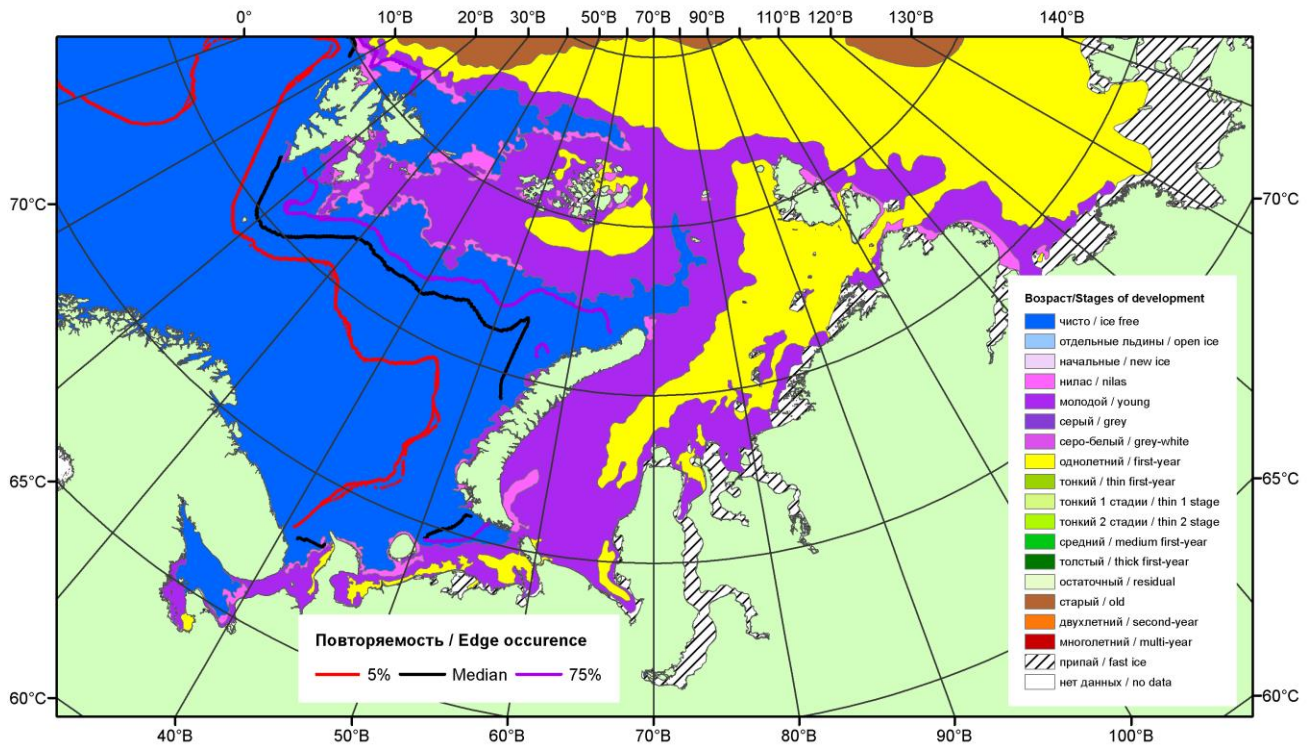 0° 10°В 20°В 30°В 50°В 70°В 90°В 110°В 120°В 130°В 140°В
70°С 70°С
65°С 65°С
60°С 60°С
Возраст/Stages of development
чисто / ice free
отдельные льдины / open ice
начальные / new ice
нилас / nilas
молодой / young
серый / grey
серо-белый / grey-white
однолетний / first-year
тонкий / thin first-year
тонкий 1 стадии / thin 1 stage
тонкий 2 стадии / thin 2 stage
средний / medium first-year
толстый / thick first-year
остаточный / residual
старый / old
двухлетний / second-year
многолетний / multi-year
припай / fast ice
нет данных / no data
Повторяемость / Edge occurence
5% Median 75%
40°В 50°В 60°В 70°В 80°В 90°В 100°В